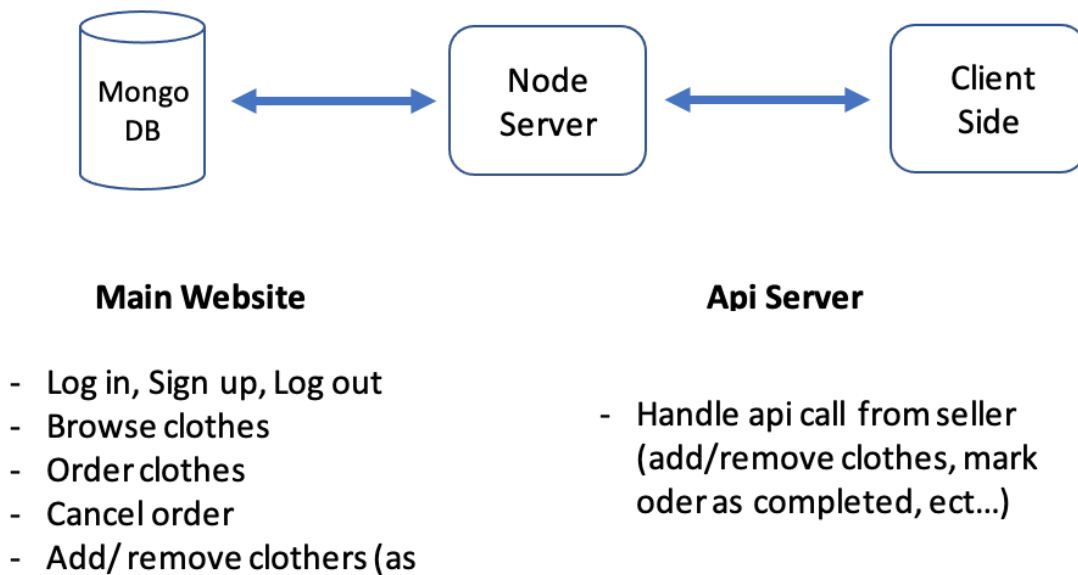 Mongo
DB
Node
Server
Client
Side
Main Website
Api Server
- Log in, Sign up, Log out
- Browse clothes
- Order clothes
- Cancel order
- Add/ remove clothers (as
- Handle api call from seller
(add/remove clothes, mark
oder as completed, ect...)